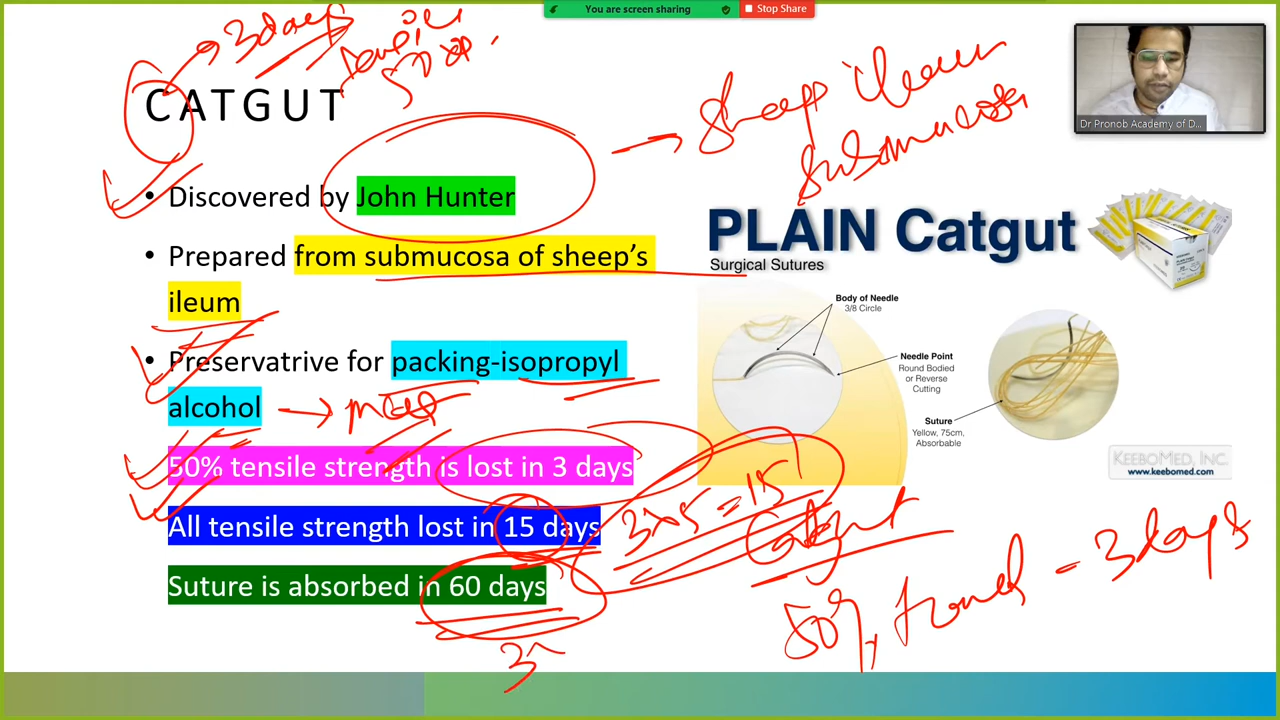 You are screen sharing
Stop Share
3 days
CATGUT
Sheep ileum
submucosa
Dr Pronob Academy of D...
• Discovered by John Hunter
• Prepared from submucosa of sheep's
ileum
• Preservatrive for packing-isopropyl
alcohol
50% tensile strength is lost in 3 days
All tensile strength lost in 15 days
Suture is absorbed in 60 days
3x5=15
catgut
50%
= 3 days
PLAIN Catgut
Surgical Sutures
Body of Needle
3/8 Circle
Needle Point
Round Bodied
or Reverse
Cutting
Suture
Yellow, 75cm,
Absorbable
KEEBOMED, INC.
www.keebomed.com